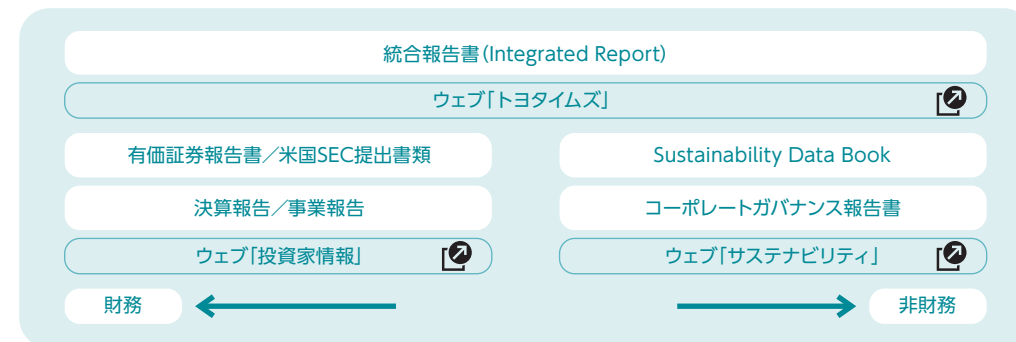 統合報告書(Integrated Report)
ウェブ「トヨタイムズ」
有価証券報告書／米国SEC提出書類
Sustainability Data Book
決算報告／事業報告
コーポレートガバナンス報告書
ウェブ「投資家情報」
ウェブ「サステナビリティ」
財務
非財務